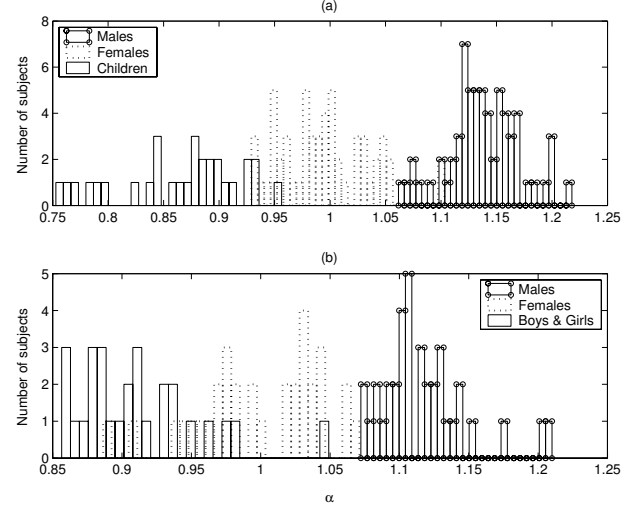 (a)
8
6
4
2
0
Number of subjects
Males
Females
Children
0.75 0.8 0.85 0.9 0.95 1 1.05 1.1 1.15 1.2 1.25
(b)
5
4
3
2
1
0
Number of subjects
Males
Females
Boys & Girls
0.85 0.9 0.95 1 1.05 1.1 1.15 1.2 1.25
α